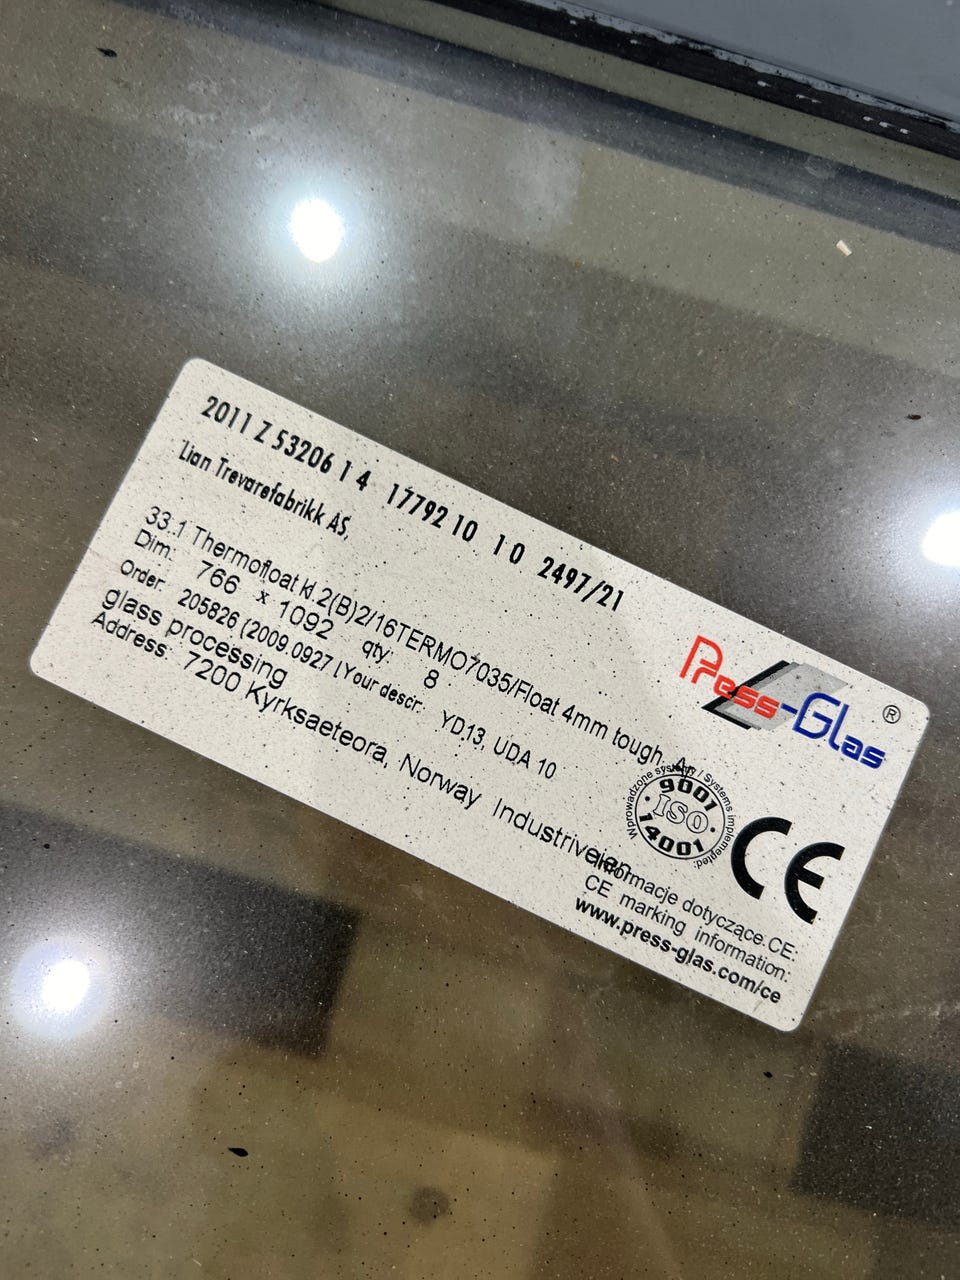 2011 Z 53206 1 4 17792 10 1 0 2497/21
Lian Trevarefabrikk AS,
33.1 Thermofloat kl.2(B)2/16TERMO7035/Float 4mm tough. Ar
Dim: 766 x 1092 qty: 8
Order: 205826 (2009.0927 | Your descr: YD13, UDA 10
glass processing
Address: 7200 Kyrksaeteora, Norway Industriveien
Press-Glas ®
Wprowadzone systemy / Systems implemented:
9001
ISO
14001
CE
Informacje dotyczące CE:
CE marking information:
www.press-glas.com/ce